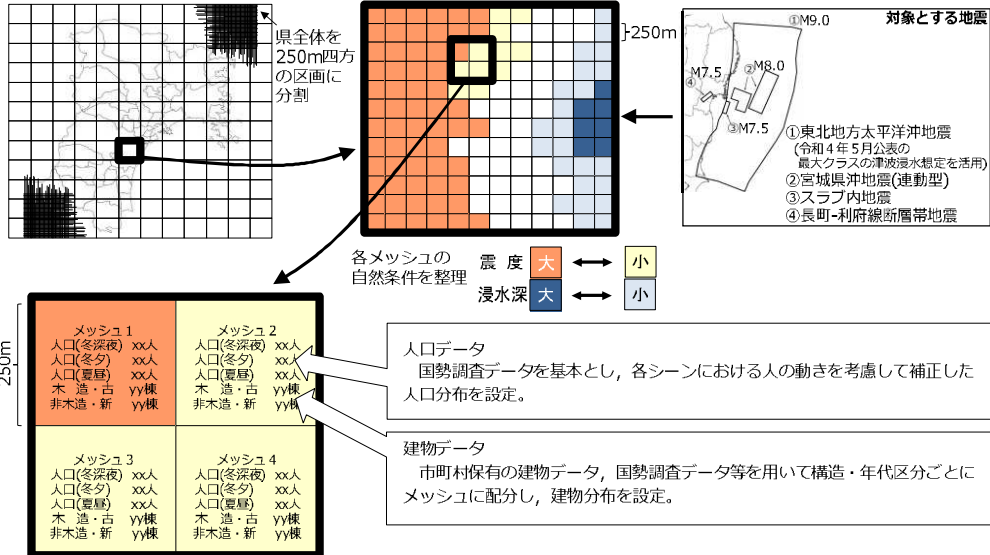 県全体を
250m四方
の区画に
分割
250m
対象とする地震
①M9.0
M7.5
④
②M8.0
③M7.5
①東北地方太平洋沖地震
(令和４年５月公表の
最大クラスの津波浸水想定を活用)
②宮城県沖地震(連動型)
③スラブ内地震
④長町-利府線断層帯地震
各メッシュの
自然条件を整理
震 度 大 小
浸水深 大 小
250m
メッシュ１
人口(冬深夜) xx人
人口(冬夕) xx人
人口(夏昼) xx人
木 造・古 yy棟
非木造・新 yy棟
メッシュ２
人口(冬深夜) xx人
人口(冬夕) xx人
人口(夏昼) xx人
木 造・古 yy棟
非木造・新 yy棟
メッシュ３
人口(冬深夜) xx人
人口(冬夕) xx人
人口(夏昼) xx人
木 造・古 yy棟
非木造・新 yy棟
メッシュ４
人口(冬深夜) xx人
人口(冬夕) xx人
人口(夏昼) xx人
木 造・古 yy棟
非木造・新 yy棟
人口データ
国勢調査データを基本とし，各シーンにおける人の動きを考慮して補正した
人口分布を設定。
建物データ
市町村保有の建物データ，国勢調査データ等を用いて構造・年代区分ごとに
メッシュに配分し，建物分布を設定。